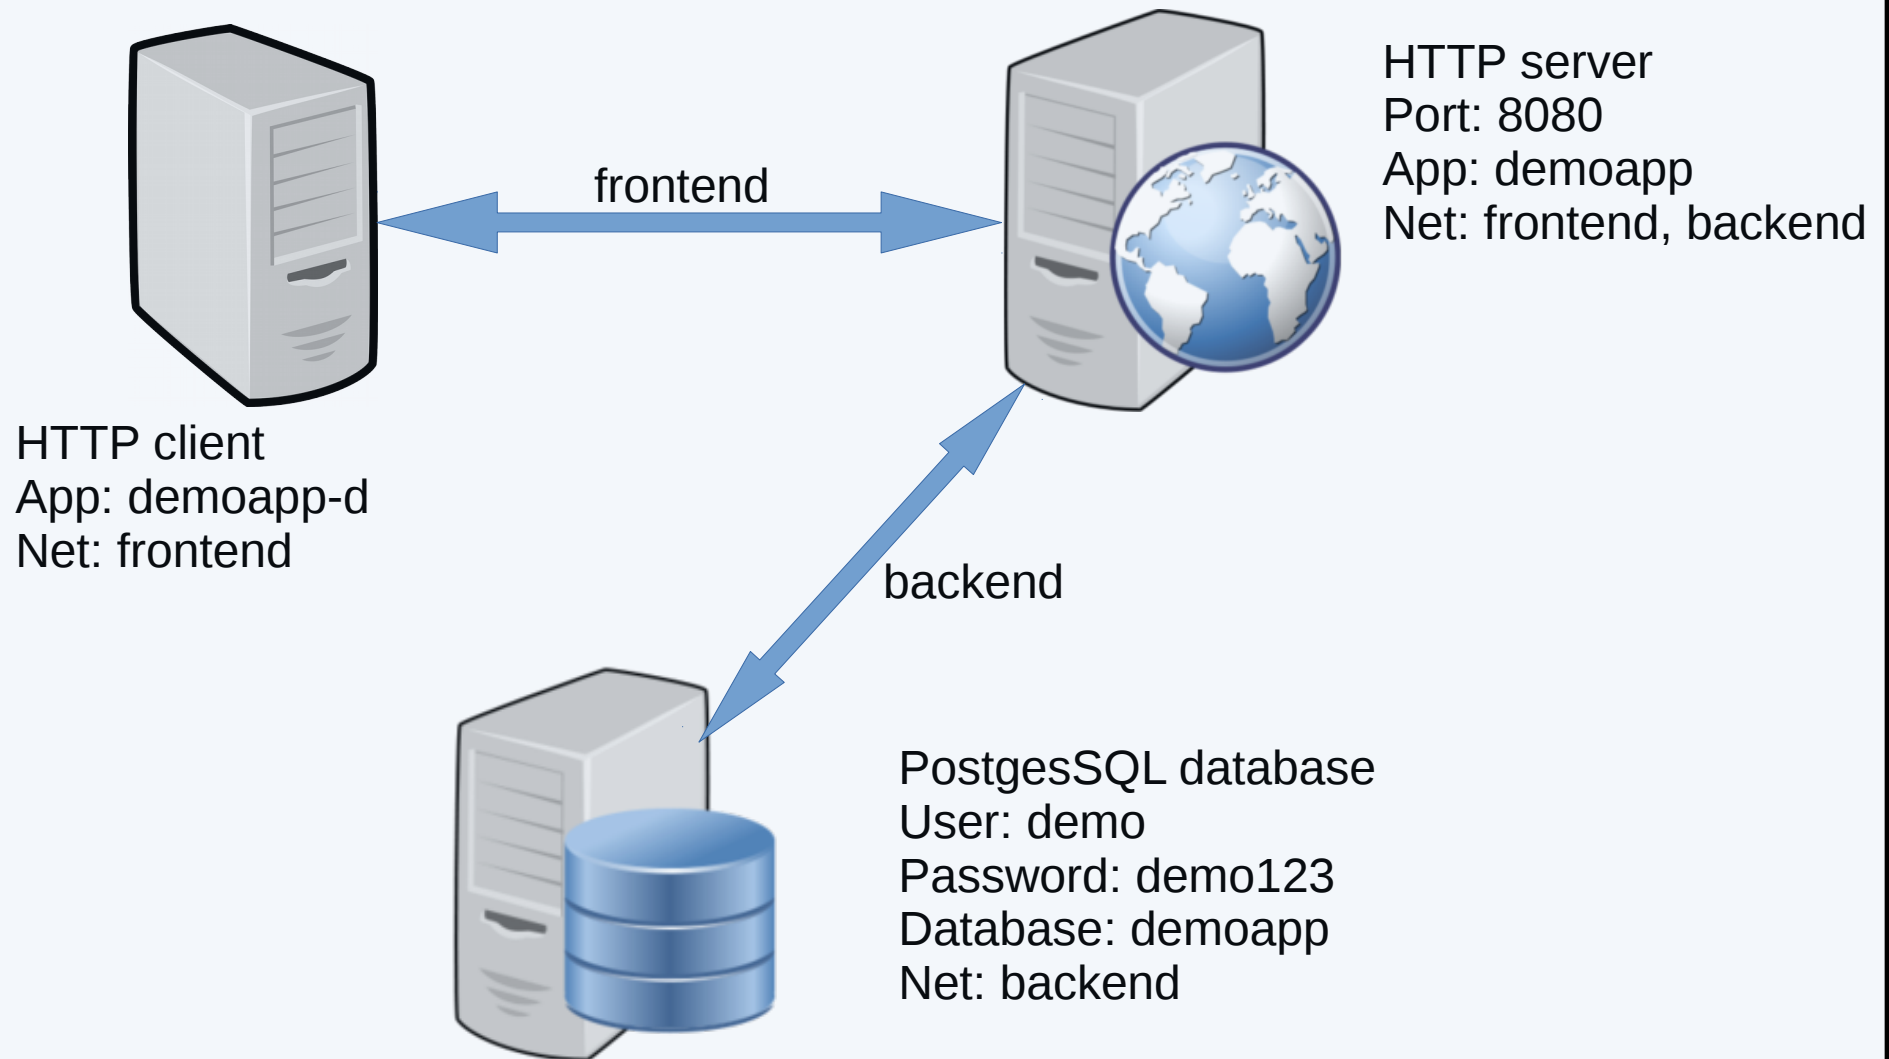 HTTP server
Port: 8080
App: demoapp
Net: frontend, backend
frontend
HTTP client
App: demoapp-d
Net: frontend
backend
PostgesSQL database
User: demo
Password: demo123
Database: demoapp
Net: backend